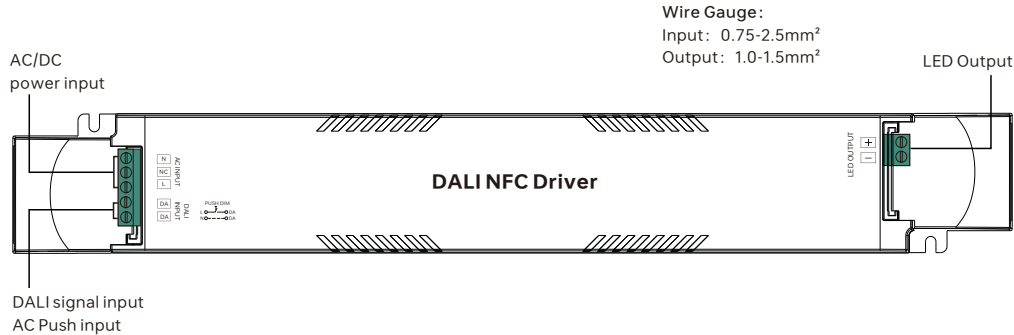 Wire Gauge:
Input: 0.75-2.5mm²
Output: 1.0-1.5mm²
AC/DC
power input
LED Output
N
NC
L
AC INPUT
DA
DA
DALI
INPUT
PUSH DIM
L DA
N DA
DALI NFC Driver
LED OUTPUT
+
−
DALI signal input
AC Push input